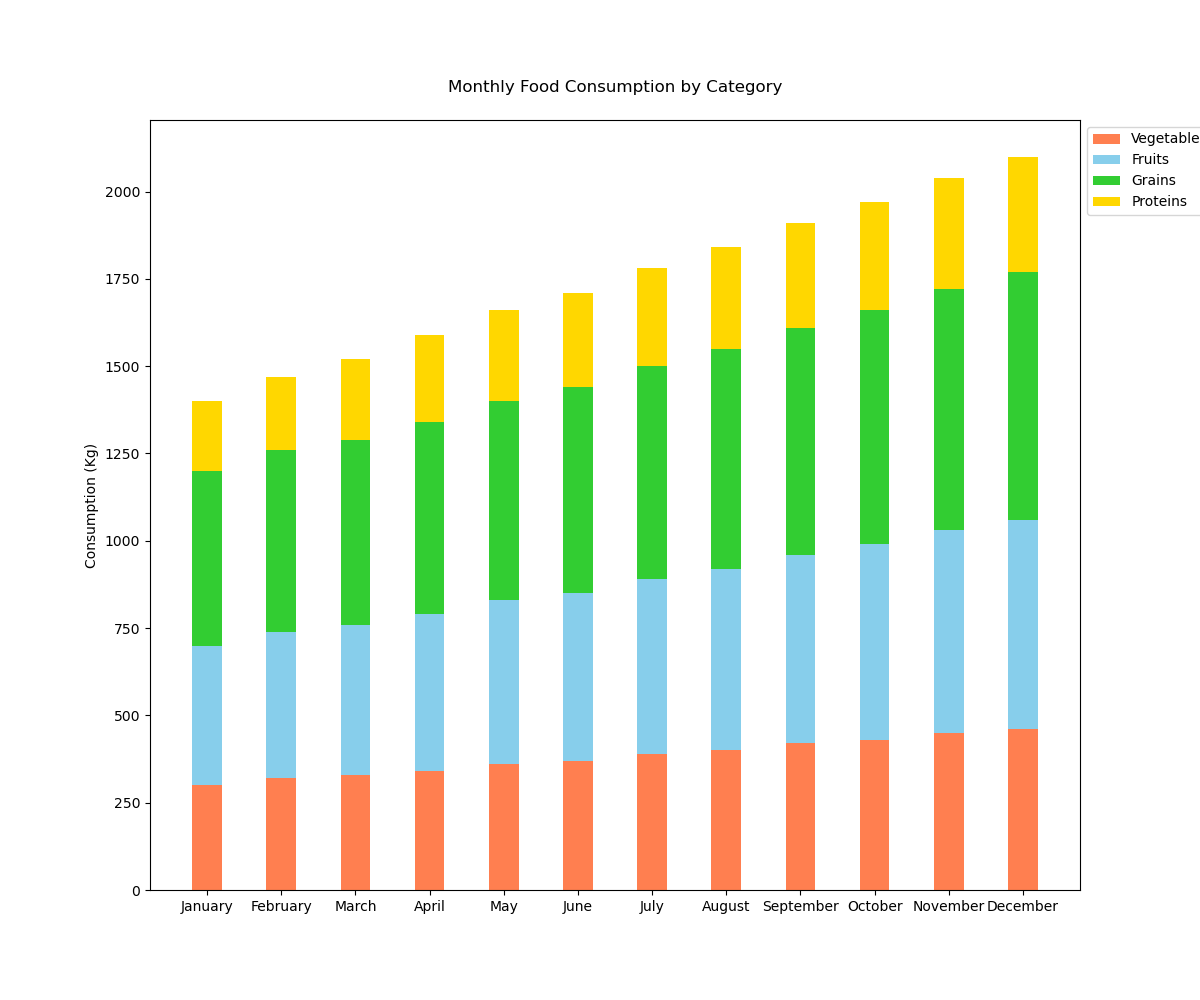 Monthly Food Consumption by Category
Vegetable
Fruits
Grains
Proteins
Consumption (Kg)
2000
1750
1500
1250
1000
750
500
250
0
January February March April May June July August September October November December